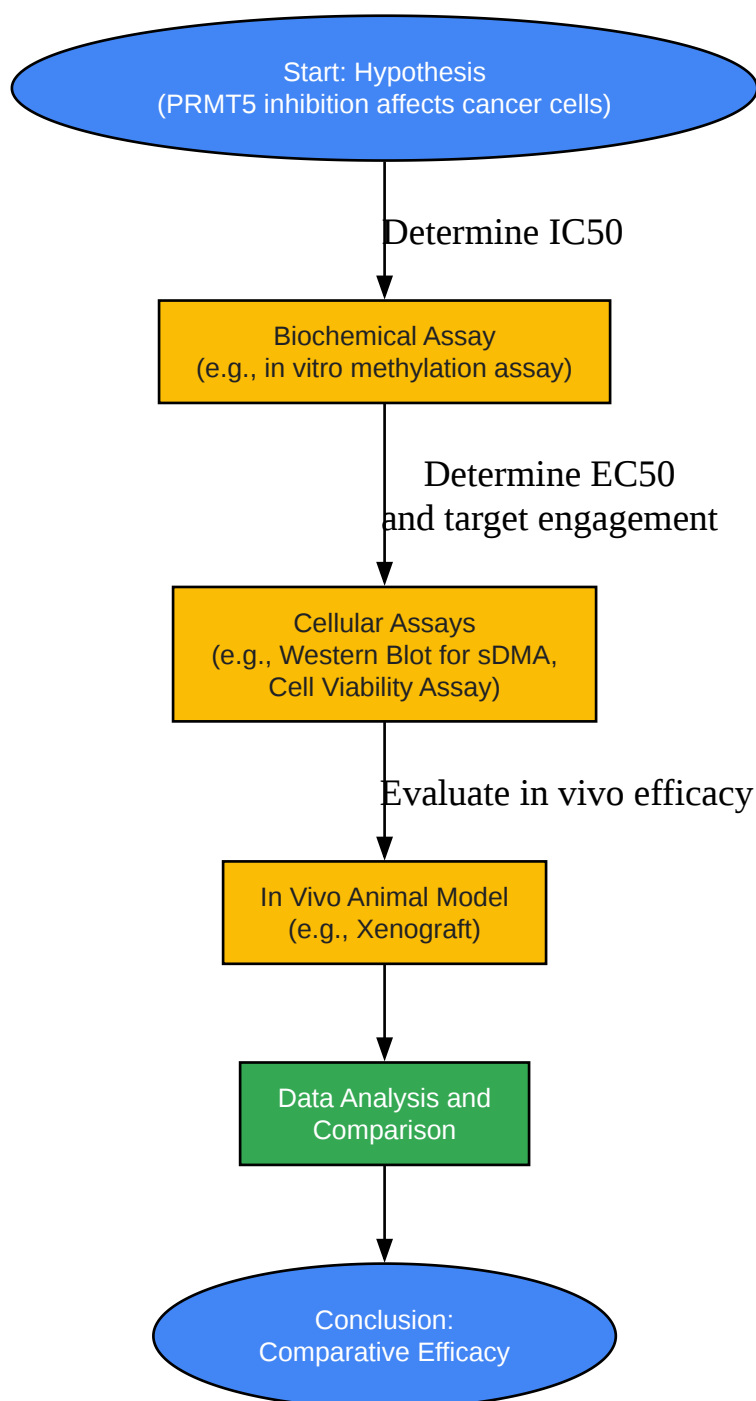 Start: Hypothesis
(PRMT5 inhibition affects cancer cells)
Determine IC50
Biochemical Assay
(e.g., in vitro methylation assay)
Determine EC50
and target engagement
Cellular Assays
(e.g., Western Blot for sDMA,
Cell Viability Assay)
Evaluate in vivo efficacy
In Vivo Animal Model
(e.g., Xenograft)
Data Analysis and
Comparison
Conclusion:
Comparative Efficacy